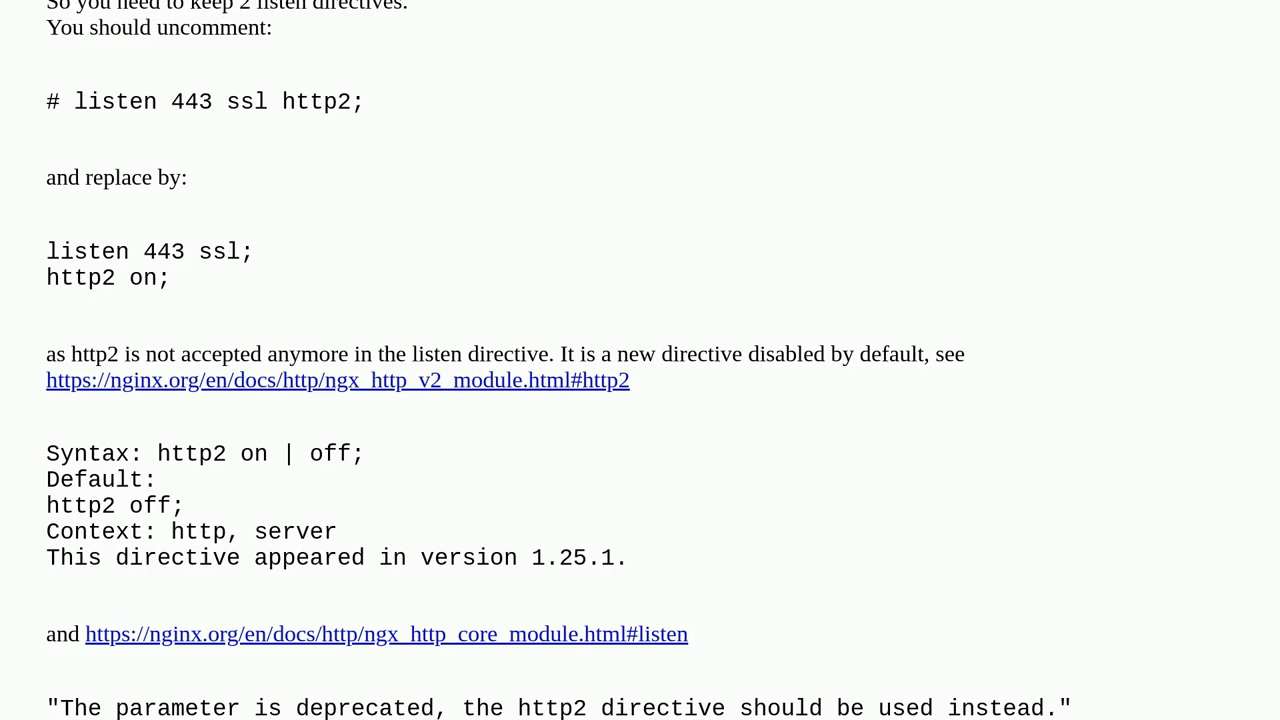 So you need to keep 2 listen directives.
You should uncomment:
# listen 443 ssl http2;
and replace by:
listen 443 ssl;
http2 on;
as http2 is not accepted anymore in the listen directive. It is a new directive disabled by default, see
https://nginx.org/en/docs/http/ngx_http_v2_module.html#http2
Syntax: http2 on | off;
Default:
http2 off;
Context: http, server
This directive appeared in version 1.25.1.
and https://nginx.org/en/docs/http/ngx_http_core_module.html#listen
"The parameter is deprecated, the http2 directive should be used instead."